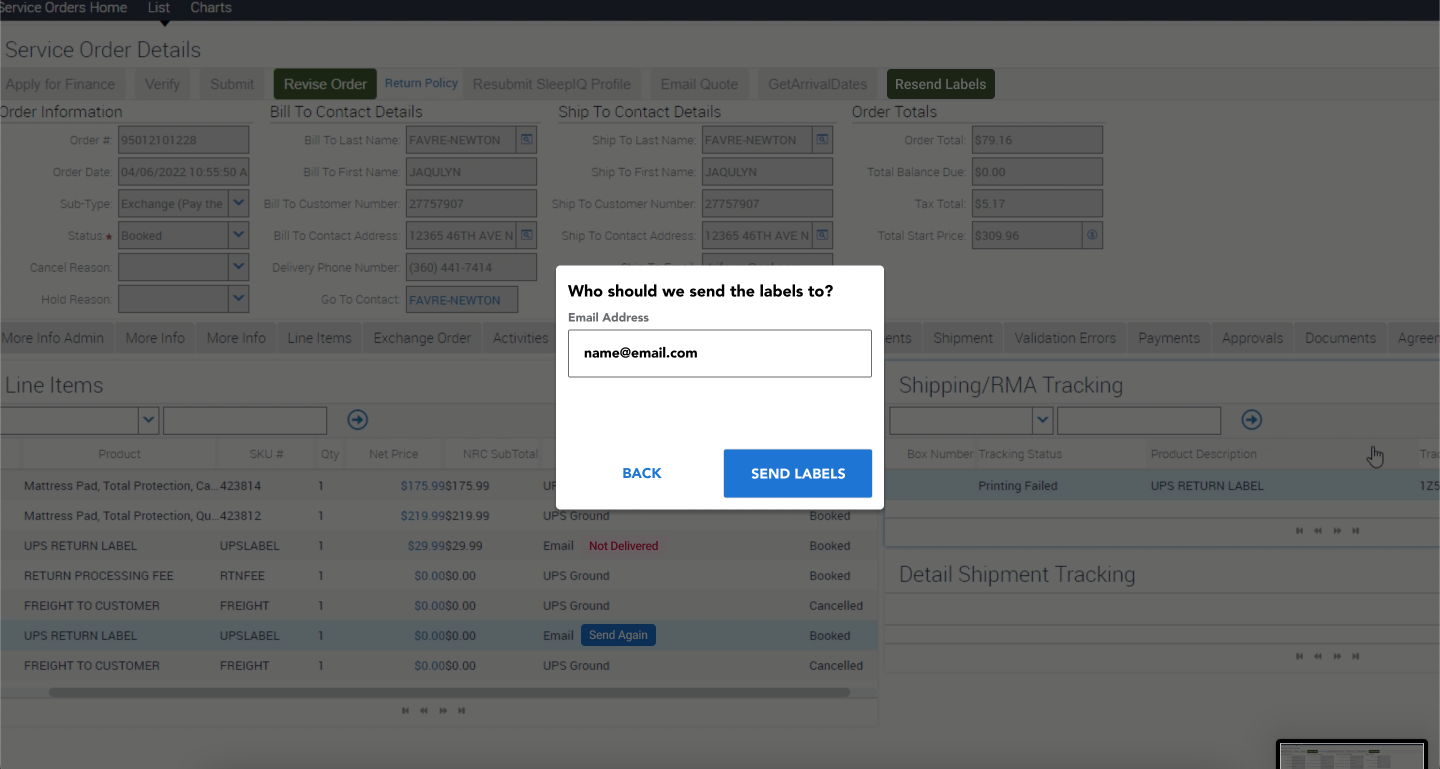 Service Orders Home List Charts
Service Order Details
Apply for Finance Verify Submit Revise Order Return Policy Resubmit SleepIQ Profile Email Quote GetArrivalDates Resend Labels
Order Information Bill To Contact Details Ship To Contact Details Order Totals
Order #: 95012101228 Bill To Last Name: FAVRE-NEWTON Ship To Last Name: FAVRE-NEWTON Order Total: $79.16
Order Date: 04/06/2022 10:55:50 A Bill To First Name: JAQULYN Ship To First Name: JAQULYN Total Balance Due: $0.00
Sub-Type: Exchange (Pay the Bill To Customer Number: 27757907 Ship To Customer Number: 27757907 Tax Total: $5.17
Status: * Booked Bill To Contact Address: 12365 46TH AVE N Ship To Contact Address: 12365 46TH AVE N Total Start Price: $309.96
Cancel Reason: Delivery Phone Number: (360) 441-7414
Hold Reason: Go To Contact: FAVRE-NEWTON
Who should we send the labels to?
Email Address
name@email.com
BACK SEND LABELS
More Info Admin More Info More Info Line Items Exchange Order Activities ents Shipment Validation Errors Payments Approvals Documents Agreen
Line Items
Product SKU # Qty Net Price NRC SubTotal
Mattress Pad, Total Protection, Ca... 423814 1 $175.99 $175.99 UP
Mattress Pad, Total Protection, Qu... 423812 1 $219.99 $219.99 UPS Ground Booked
UPS RETURN LABEL UPSLABEL 1 $29.99 $29.99 Email Not Delivered Booked
RETURN PROCESSING FEE RTNFEE 1 $0.00 $0.00 UPS Ground Booked
FREIGHT TO CUSTOMER FREIGHT 1 $0.00 $0.00 UPS Ground Cancelled
UPS RETURN LABEL UPSLABEL 1 $0.00 $0.00 Email Send Again Booked
FREIGHT TO CUSTOMER FREIGHT 1 $0.00 $0.00 UPS Ground Cancelled
Shipping/RMA Tracking
Box Number Tracking Status Product Description Trac
Printing Failed UPS RETURN LABEL 1Z5
Detail Shipment Tracking